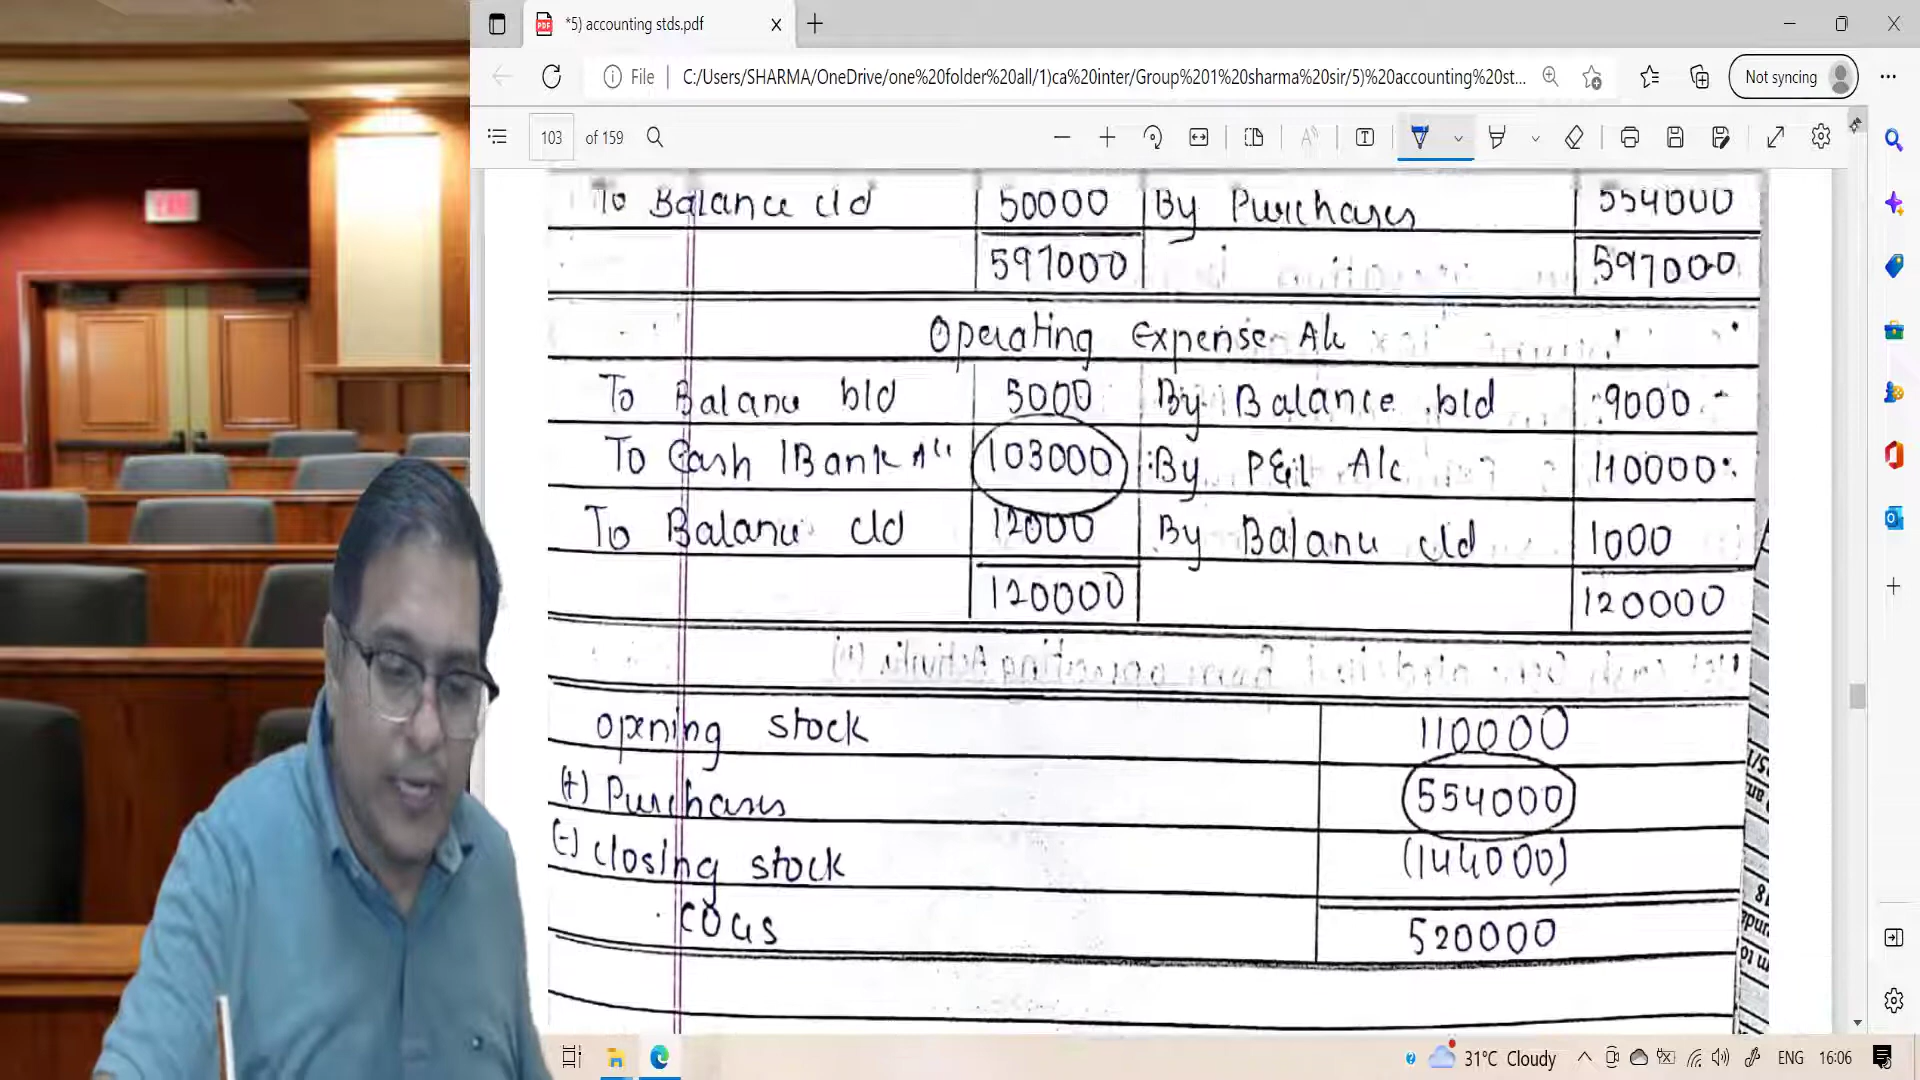 *5) accounting stds.pdf
File | C:/Users/SHARMA/OneDrive/one%20folder%20all/1)ca%20inter/Group%201%20sharma%20sir/5)%20accounting%20st...
Not syncing
103 of 159
To Balance c/d 50000 By Purchases 554000
597000 597000
Operating Expense A/c
To Balance b/d 5000 By Balance b/d 9000
To Cash/Bank A/c 103000 By P&L A/c 110000
To Balance c/d 12000 By Balance c/d 1000
120000 120000
opening stock 110000
(+) Purchases 554000
(-) closing stock (144000)
COGS 520000
31°C Cloudy
ENG 16:06